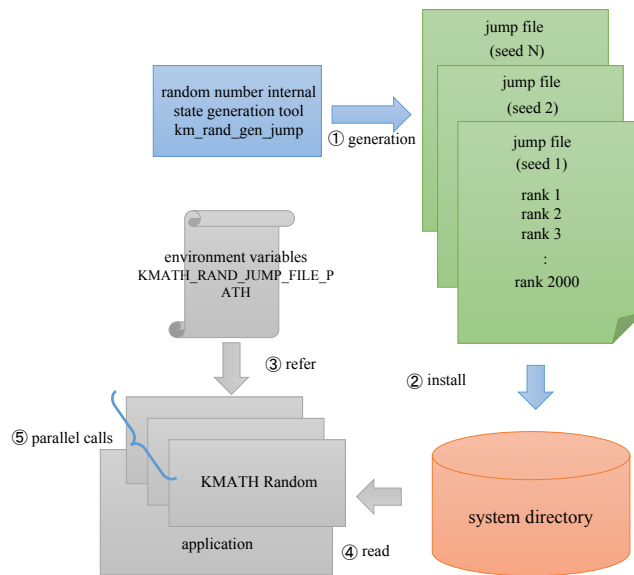 random number internal
state generation tool
km_rand_gen_jump
① generation
jump file
(seed N)
jump file
(seed 2)
jump file
(seed 1)
rank 1
rank 2
rank 3
:
rank 2000
environment variables
KMATH_RAND_JUMP_FILE_P
ATH
③ refer
② install
⑤ parallel calls
KMATH Random
application
④ read
system directory